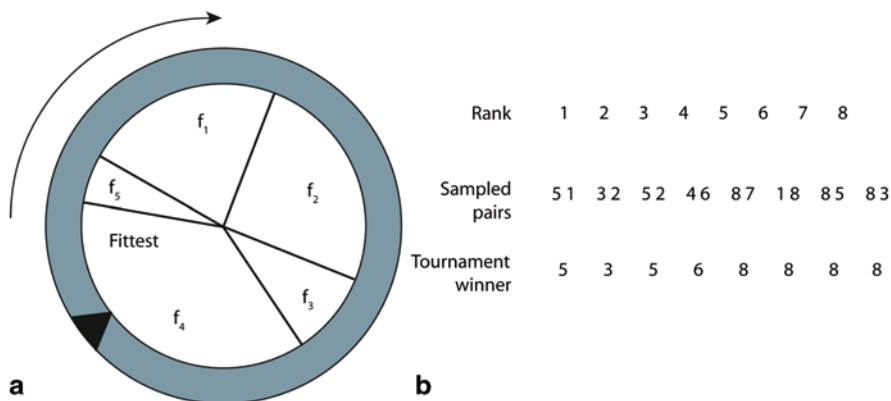 f1
f2
f5
Fittest
f3
f4
a
Rank 1 2 3 4 5 6 7 8
Sampled
pairs 5 1 3 2 5 2 4 6 8 7 1 8 8 5 8 3
Tournament
winner 5 3 5 6 8 8 8 8
b